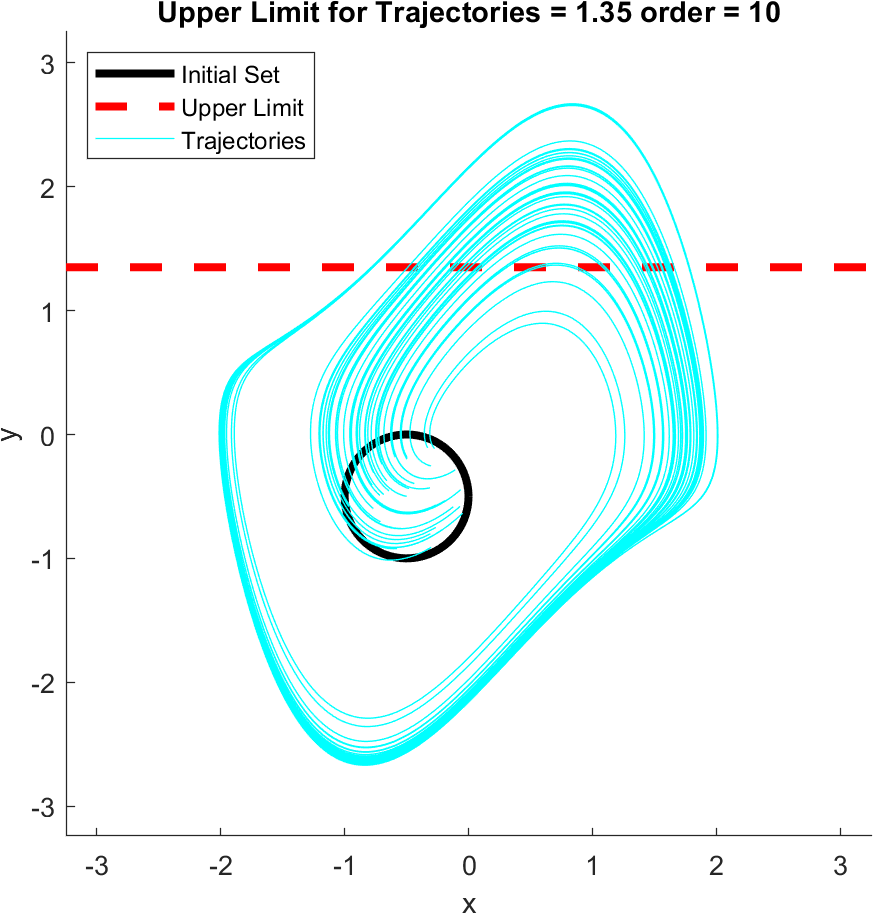 Upper Limit for Trajectories = 1.35 order = 10
Initial Set
Upper Limit
Trajectories
3
2
1
0
-1
-2
-3
y
-3 -2 -1 0 1 2 3
x